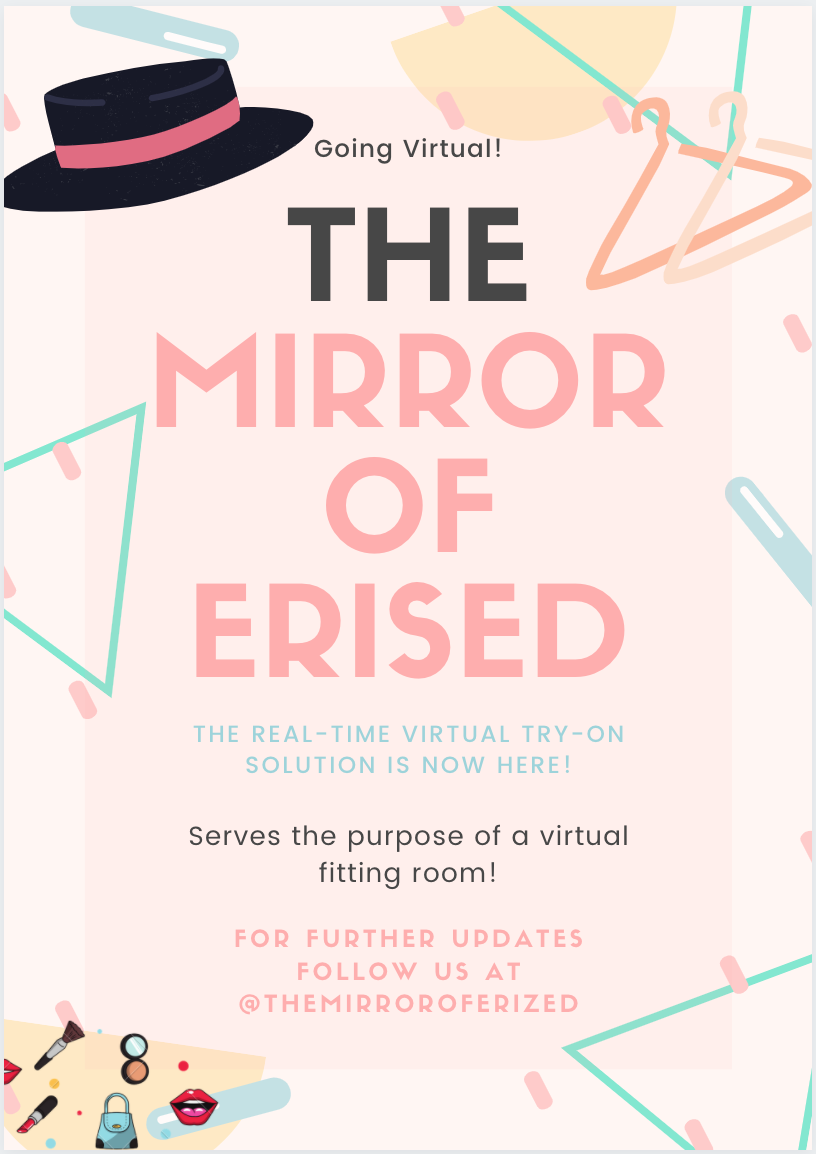 Going Virtual!
THE
MIRROR
OF
ERISED
THE REAL-TIME VIRTUAL TRY-ON
SOLUTION IS NOW HERE!
Serves the purpose of a virtual
fitting room!
FOR FURTHER UPDATES
FOLLOW US AT
@THEMIRROROFERIZED